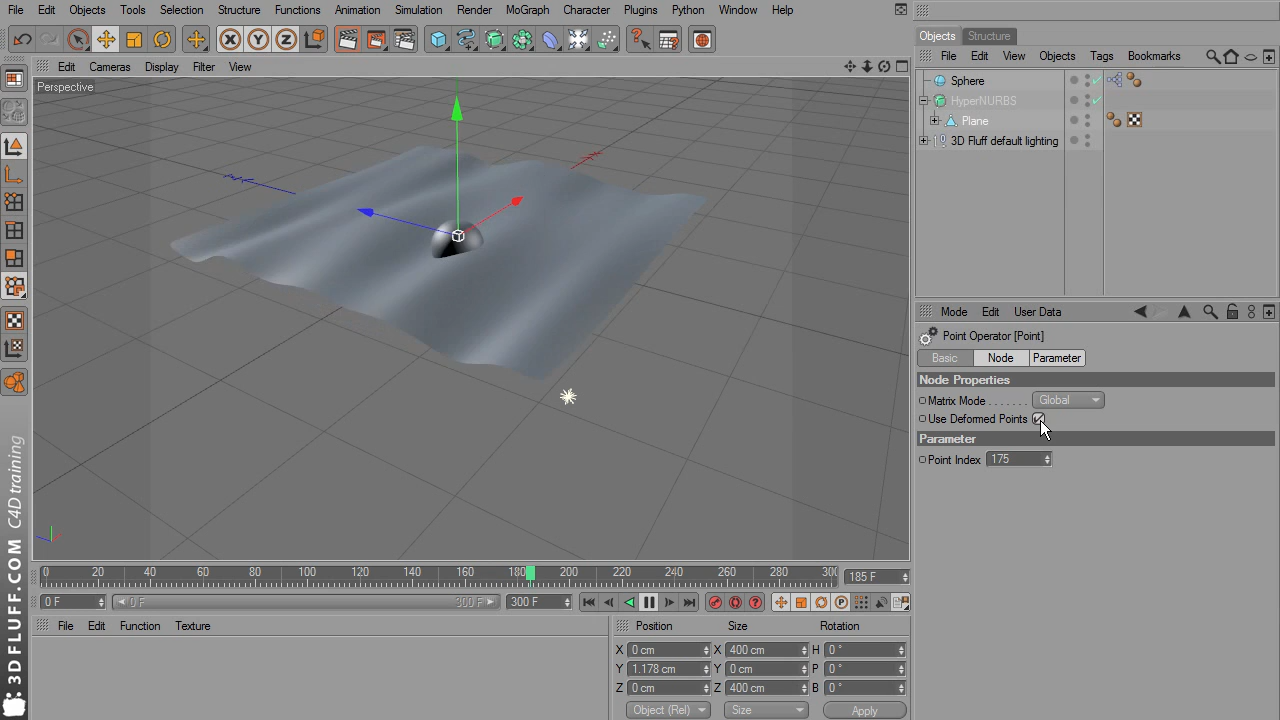 File Edit Objects Tools Selection Structure Functions Animation Simulation Render MoGraph Character Plugins Python Window Help
Edit Cameras Display Filter View
Perspective
Objects Structure
File Edit View Objects Tags Bookmarks
Sphere
HyperNURBS
Plane
3D Fluff default lighting
Mode Edit User Data
Point Operator [Point]
Basic Node Parameter
Node Properties
Matrix Mode Global
Use Deformed Points
Parameter
Point Index 175
0 20 40 60 80 100 120 140 160 180 200 220 240 260 280 30 185 F
0 F 0 F 300 F 300 F
File Edit Function Texture
Position Size Rotation
X 0 cm X 400 cm H 0 °
Y 1.178 cm Y 0 cm P 0 °
Z 0 cm Z 400 cm B 0 °
Object (Rel) Size Apply
3DFLUFF.COM C4D training